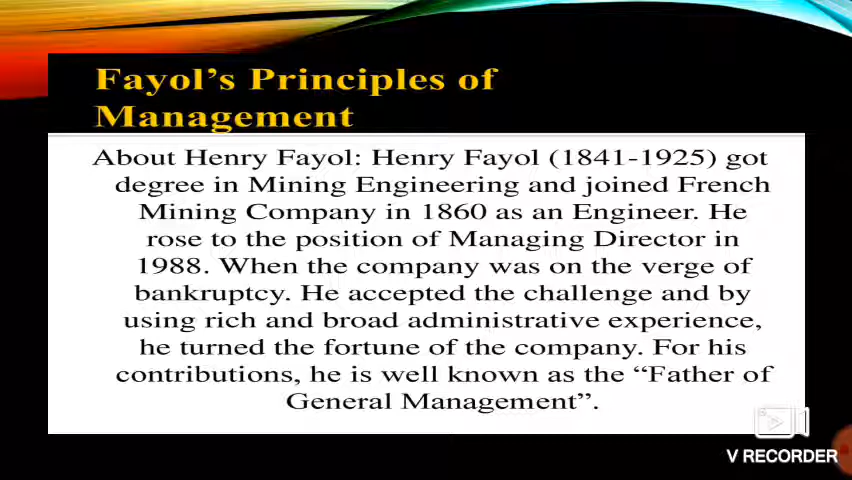 Fayol’s Principles of
Management
About Henry Fayol: Henry Fayol (1841-1925) got
degree in Mining Engineering and joined French
Mining Company in 1860 as an Engineer. He
rose to the position of Managing Director in
1988. When the company was on the verge of
bankruptcy. He accepted the challenge and by
using rich and broad administrative experience,
he turned the fortune of the company. For his
contributions, he is well known as the “Father of
General Management”.
V RECORDER